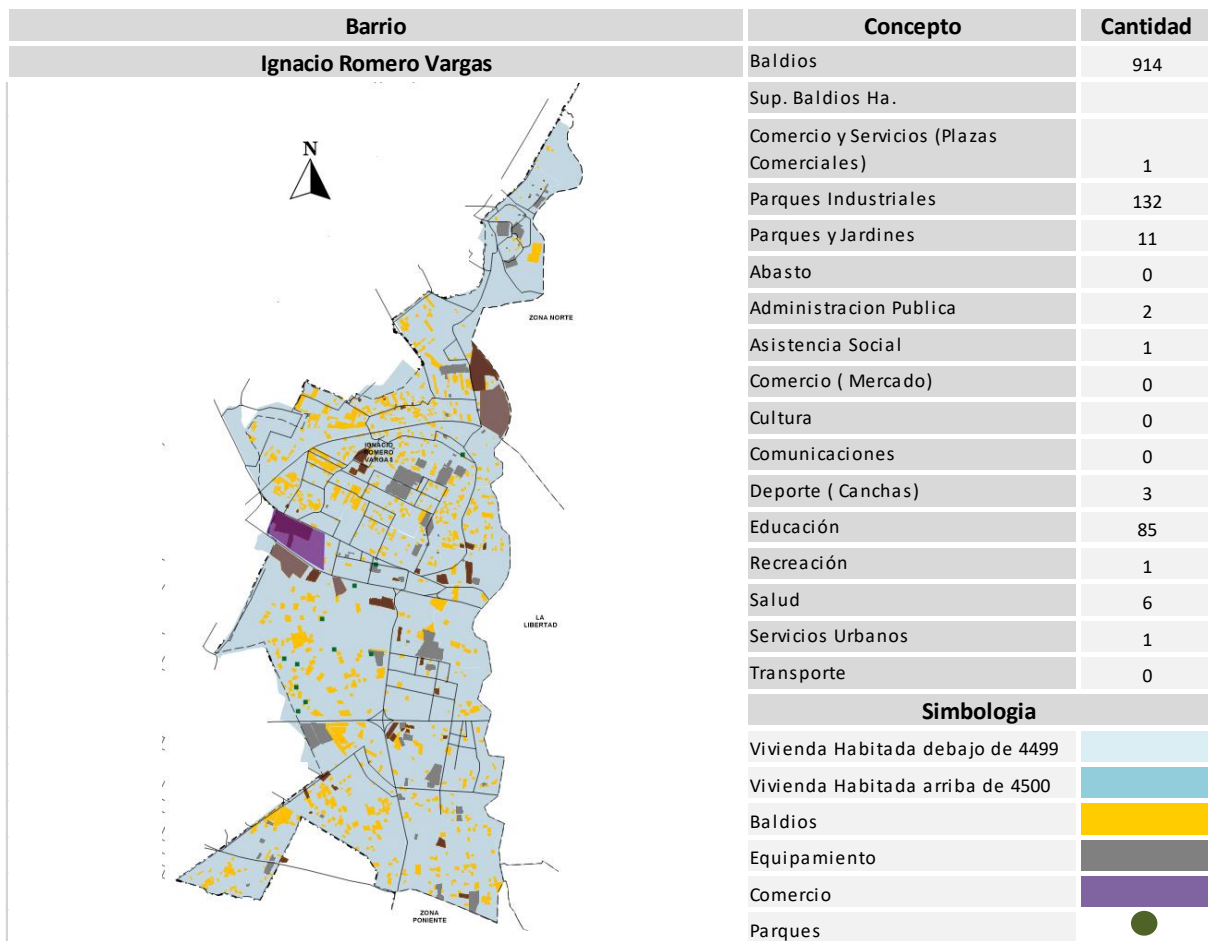 Barrio
Concepto
Cantidad
Ignacio Romero Vargas
Baldios
914
Sup. Baldios Ha.
Comercio y Servicios (Plazas
Comerciales)
1
Parques Industriales
132
Parques y Jardines
11
Abasto
0
Administracion Publica
2
Asistencia Social
1
Comercio ( Mercado)
0
Cultura
0
Comunicaciones
0
Deporte ( Canchas)
3
Educación
85
Recreación
1
Salud
6
Servicios Urbanos
1
Transporte
0
Simbologia
Vivienda Habitada debajo de 4499
Vivienda Habitada arriba de 4500
Baldios
Equipamiento
Comercio
Parques
N
ZONA NORTE
IGNACIO
ROMERO
VARGAS
LA
LIBERTAD
ZONA
PONIENTE